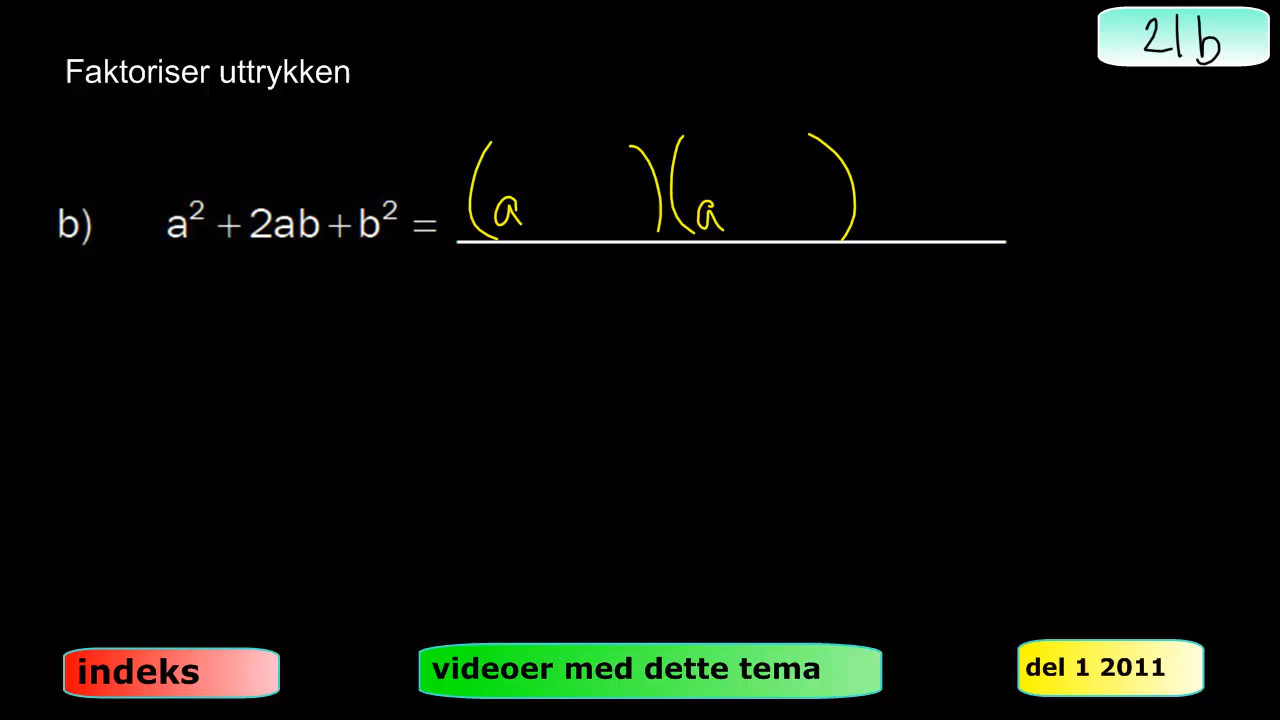 21b
Faktoriser uttrykken
b) a² + 2ab + b² = (a )(a )
indeks
videoer med dette tema
del 1 2011